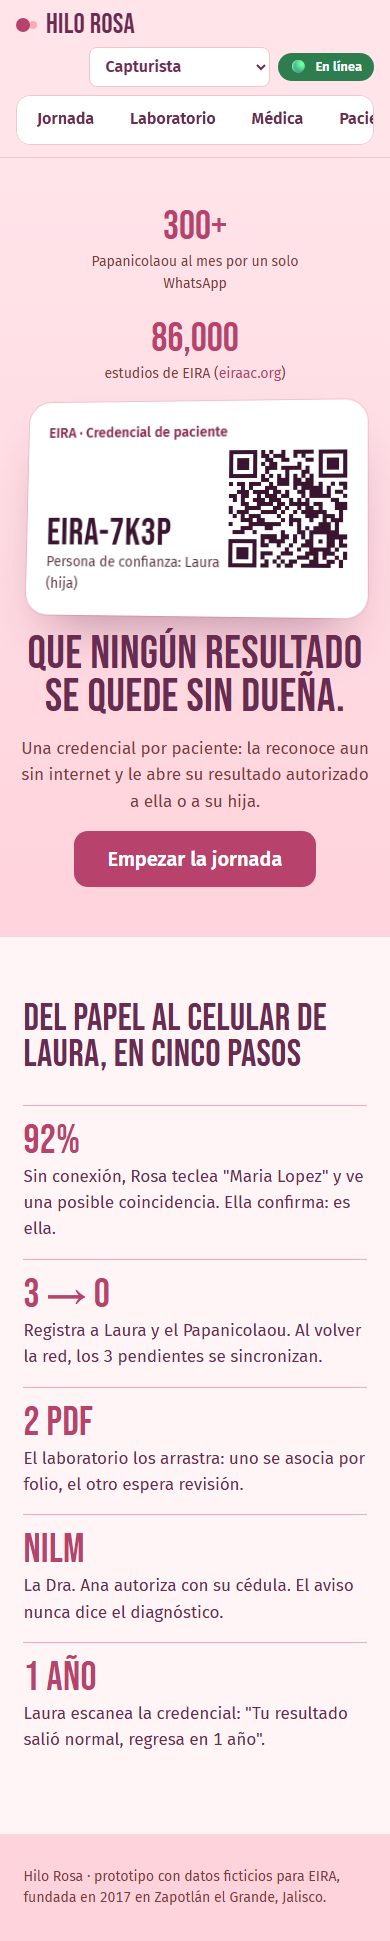 HILO ROSA
Capturista
En línea
Jornada Laboratorio Médica Pacie
300+
Papanicolaou al mes por un solo
WhatsApp
86,000
estudios de EIRA (eiraac.org)
EIRA · Credencial de paciente
EIRA-7K3P
Persona de confianza: Laura
(hija)
QUE NINGÚN RESULTADO
SE QUEDE SIN DUEÑA.
Una credencial por paciente: la reconoce aun
sin internet y le abre su resultado autorizado
a ella o a su hija.
Empezar la jornada
DEL PAPEL AL CELULAR DE
LAURA, EN CINCO PASOS
92%
Sin conexión, Rosa teclea "Maria Lopez" y ve
una posible coincidencia. Ella confirma: es
ella.
3 → 0
Registra a Laura y el Papanicolaou. Al volver
la red, los 3 pendientes se sincronizan.
2 PDF
El laboratorio los arrastra: uno se asocia por
folio, el otro espera revisión.
NILM
La Dra. Ana autoriza con su cédula. El aviso
nunca dice el diagnóstico.
1 AÑO
Laura escanea la credencial: "Tu resultado
salió normal, regresa en 1 año".
Hilo Rosa · prototipo con datos ficticios para EIRA,
fundada en 2017 en Zapotlán el Grande, Jalisco.